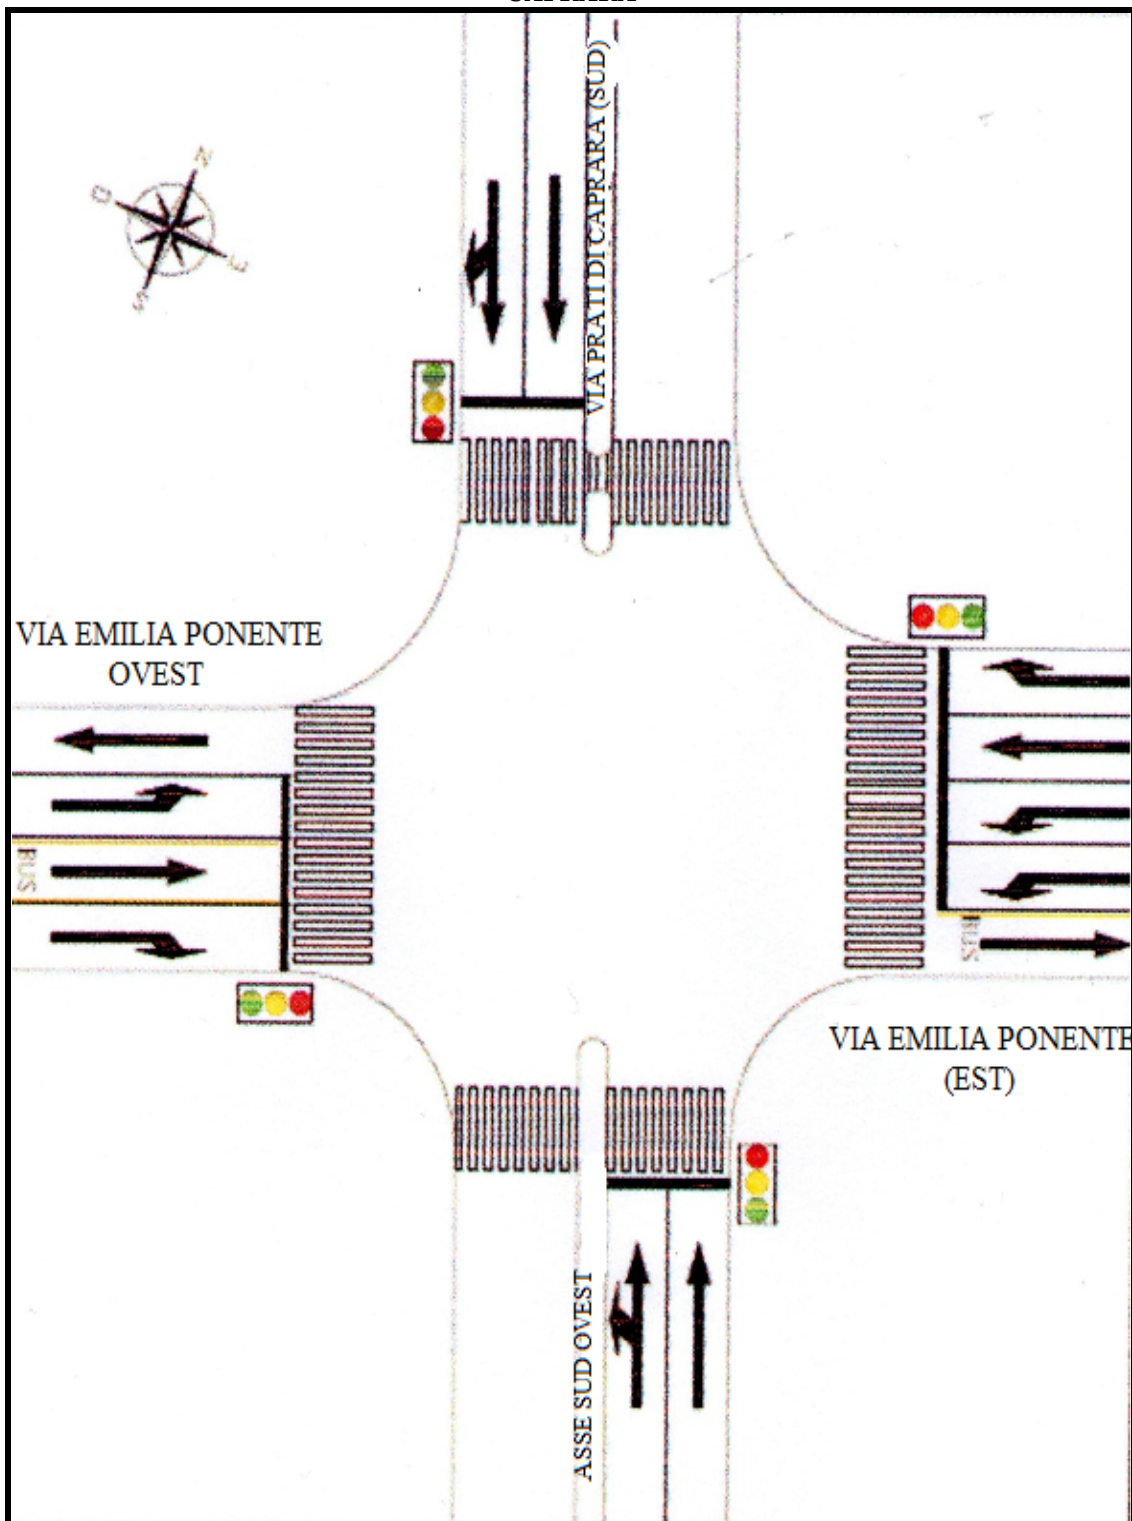 VIA PRATI DI CAPRARA (SUD)
N
O
E
S
VIA EMILIA PONENTE
OVEST
BUS
BUS
VIA EMILIA PONENTE
(EST)
ASSE SUD OVEST